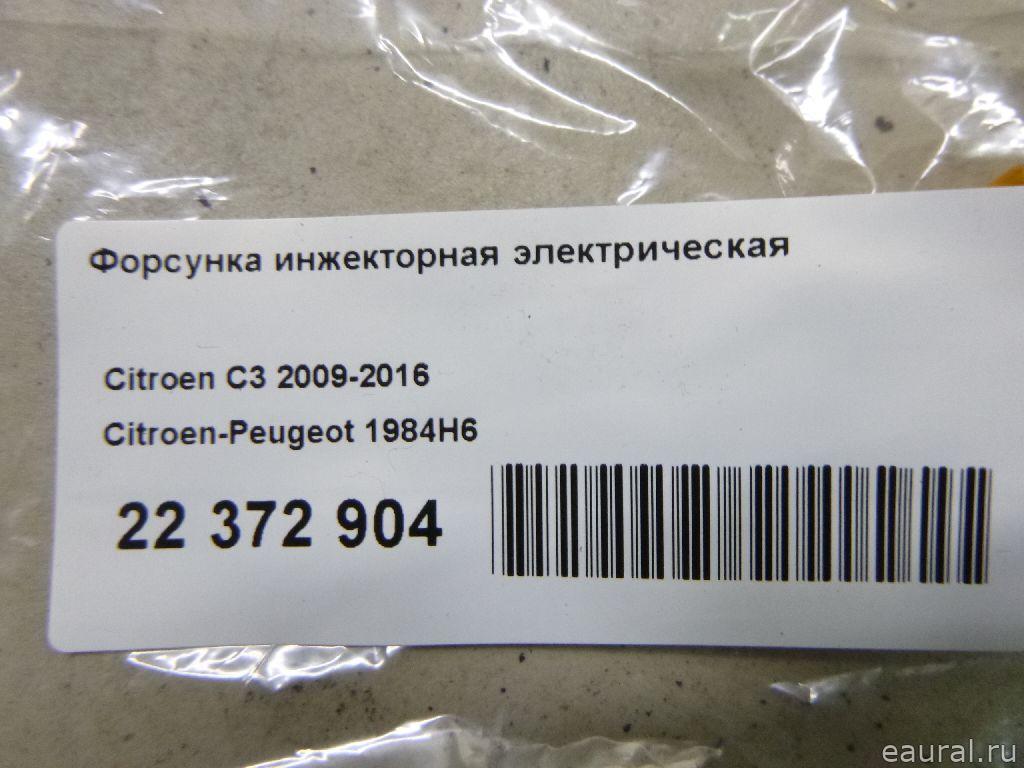 Форсунка инжекторная электрическая
Citroen C3 2009-2016
Citroen-Peugeot 1984H6
22 372 904
eaural.ru